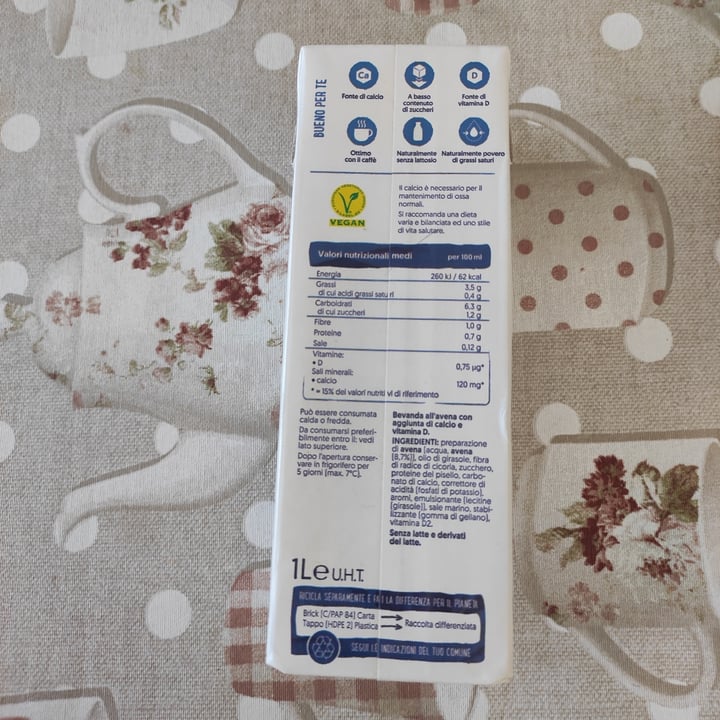 BUONO PER TE
Ca
Fonte di calcio
A basso
contenuto
di zuccheri
D
Fonte di
vitamina D
Ottimo
con il caffè
Naturalmente
senza lattosio
Naturalmente povero
di grassi saturi
VEGAN
Il calcio è necessario per il
mantenimento di ossa
normali.
Si raccomanda una dieta
varia e bilanciata ed uno stile
di vita salutare.
Valori nutrizionali medi per 100 ml
Energia 260 kJ / 62 kcal
Grassi 3,5 g
di cui acidi grassi saturi 0,4 g
Carboidrati 6,3 g
di cui zuccheri 1,2 g
Fibre 1,0 g
Proteine 0,7 g
Sale 0,12 g
Vitamine:
• D 0,75 µg*
Sali minerali:
• calcio 120 mg*
* = 15% dei valori nutritivi di riferimento
Può essere consumata
calda o fredda.
Da consumarsi preferi-
bilmente entro il: vedi
lato superiore.
Dopo l'apertura conser-
vare in frigorifero per
5 giorni (max. 7°C).
Bevanda all'avena con
aggiunta di calcio e
vitamina D.
INGREDIENTI: preparazione
di avena (acqua, avena
(8,7%)), olio di girasole, fibra
di radice di cicoria, zucchero,
proteine del pisello, carbo-
nato di calcio, correttore di
acidità (fosfati di potassio),
aromi, emulsionante (lecitine
(girasole)), sale marino, stabi-
lizzante (gomma di gellano),
vitamina D2.
Senza latte e derivati
del latte.
1L e U.H.T.
RICICLA SEPARATAMENTE E FAI LA DIFFERENZA PER IL PIANETA
Brick (C/PAP 84) Carta
Tappo (HDPE 2) Plastica
Raccolta differenziata
SEGUI LE INDICAZIONI DEL TUO COMUNE